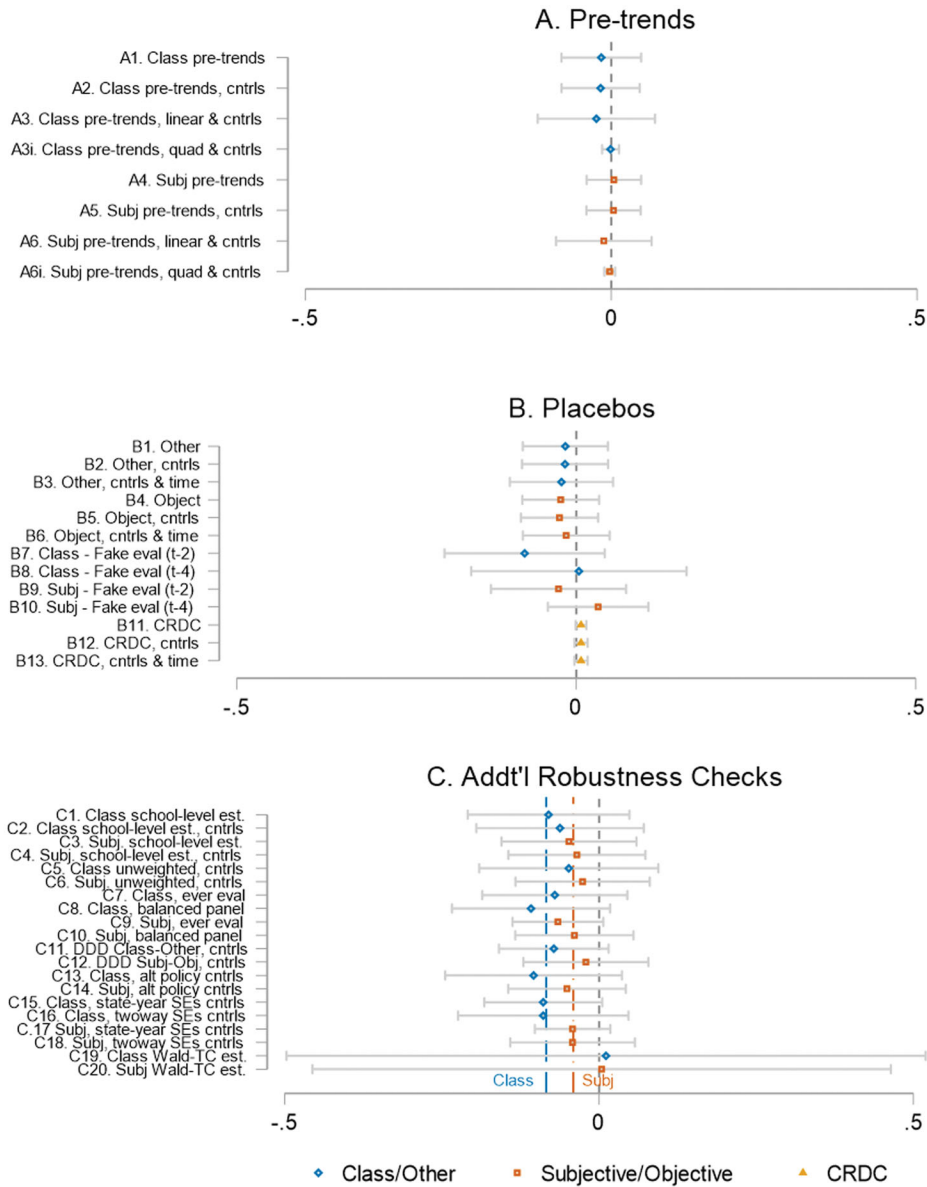 A. Pre-trends
A1. Class pre-trends
A2. Class pre-trends, cntrls
A3. Class pre-trends, linear & cntrls
A3i. Class pre-trends, quad & cntrls
A4. Subj pre-trends
A5. Subj pre-trends, cntrls
A6. Subj pre-trends, linear & cntrls
A6i. Subj pre-trends, quad & cntrls
-.5 0 .5
B. Placebos
B1. Other
B2. Other, cntrls
B3. Other, cntrls & time
B4. Object
B5. Object, cntrls
B6. Object, cntrls & time
B7. Class - Fake eval (t-2)
B8. Class - Fake eval (t-4)
B9. Subj - Fake eval (t-2)
B10. Subj - Fake eval (t-4)
B11. CRDC
B12. CRDC, cntrls
B13. CRDC, cntrls & time
-.5 0 .5
C. Addt'l Robustness Checks
C1. Class school-level est.
C2. Class school-level est., cntrls
C3. Subj. school-level est.
C4. Subj. school-level est., cntrls
C5. Class unweighted, cntrls
C6. Subj. unweighted, cntrls
C7. Class, ever eval
C8. Class, balanced panel
C9. Subj, ever eval
C10. Subj, balanced panel
C11. DDD Class-Other, cntrls
C12. DDD Subj-Obj, cntrls
C13. Class, alt policy cntrls
C14. Subj, alt policy cntrls
C15. Class, state-year SEs cntrls
C16. Class, twoway SEs cntrls
C.17 Subj, state-year SEs cntrls
C18. Subj, twoway SEs cntrls
C19. Class Wald-TC est.
C20. Subj Wald-TC est.
Class Subj
-.5 0 .5
Class/Other Subjective/Objective CRDC